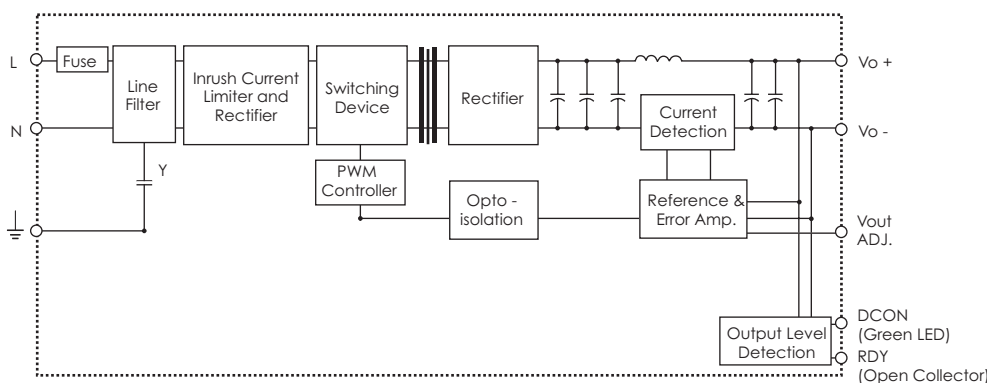 L
Fuse
Line
Filter
Inrush Current
Limiter and
Rectifier
Switching
Device
Rectifier
Current
Detection
Vo +
N
Vo -
Y
PWM
Controller
Opto -
isolation
Reference &
Error Amp.
Vout
ADJ.
Output Level
Detection
DCON
(Green LED)
RDY
(Open Collector)